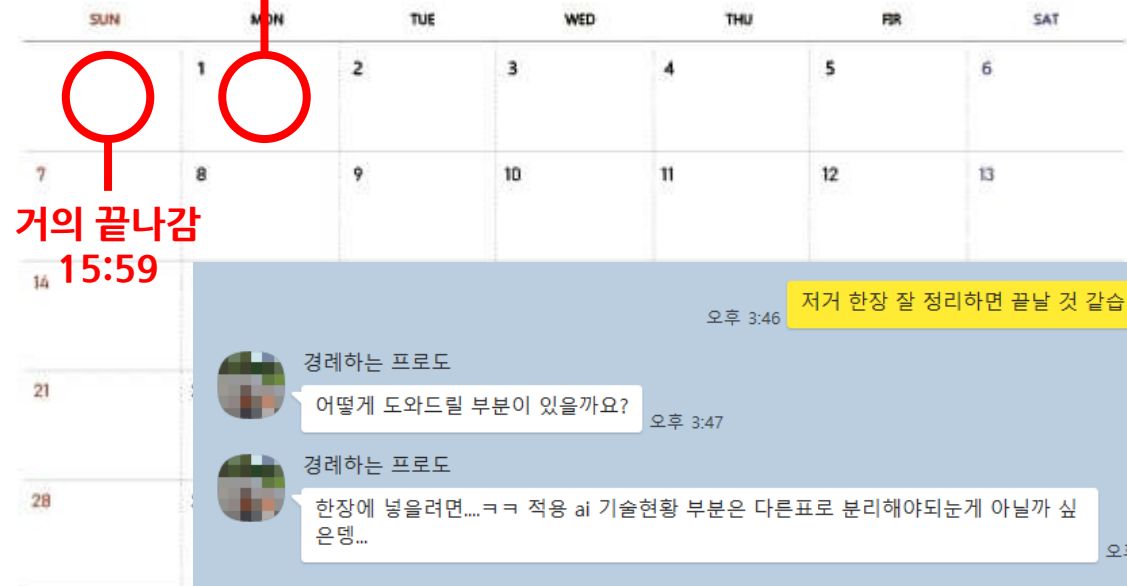 SUN MON TUE WED THU FIR SAT
1 2 3 4 5 6
7 8 9 10 11 12 13
거의 끝나감
15:59
14
저거 한장 잘 정리하면 끝날 것 같습
오후 3:46
경례하는 프로도
어떻게 도와드릴 부분이 있을까요?
오후 3:47
21
경례하는 프로도
한장에 넣을려면....ㅋㅋ 적용 ai 기술현황 부분은 다른표로 분리해야되눈게 아닐까 싶
은뎅...
28